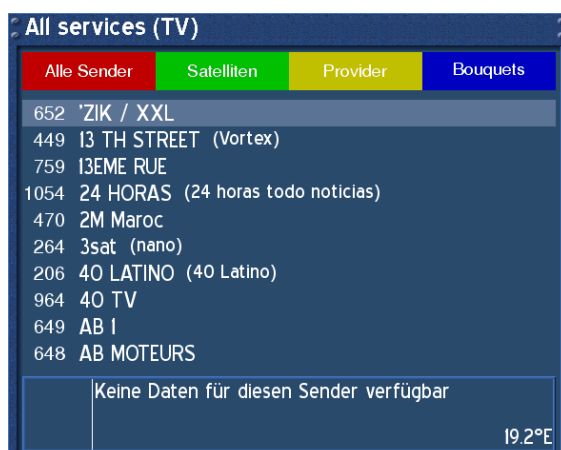 All services (TV)
Alle Sender Satelliten Provider Bouquets
652 'ZIK / XXL
449 13 TH STREET (Vortex)
759 13EME RUE
1054 24 HORAS (24 horas todo noticias)
470 2M Maroc
264 3sat (nano)
206 40 LATINO (40 Latino)
964 40 TV
649 AB 1
648 AB MOTEURS
Keine Daten für diesen Sender verfügbar
19.2°E